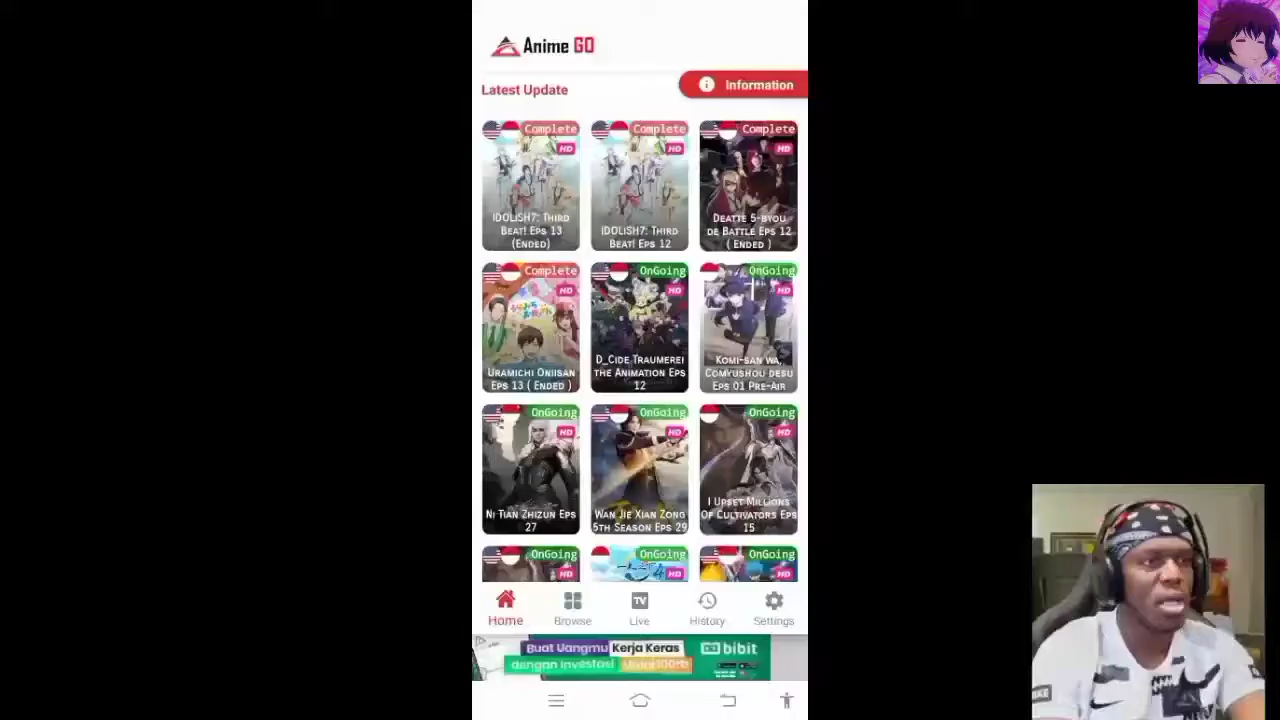 Anime GO
Latest Update
Information
Complete
HD
IDOLiSH7: Third
Beat! Eps 13
(Ended)
Complete
HD
IDOLiSH7: Third
Beat! Eps 12
Complete
HD
Deatte 5-byou
de Battle Eps 12
( Ended )
Complete
HD
Uramichi Oniisan
Eps 13 ( Ended )
OnGoing
HD
D_Cide Traumerei
the Animation Eps
12
OnGoing
HD
Komi-san wa,
Comyushou desu
Eps 01 Pre-Air
OnGoing
HD
Ni Tian Zhizun Eps
27
OnGoing
HD
Wan Jie Xian Zong
5th Season Eps 29
OnGoing
HD
I Upset Millions
Of Cultivators Eps
15
OnGoing
HD
OnGoing
HD
OnGoing
HD
TV
Home
Browse
Live
History
Settings
Buat Uangmu Kerja Keras
dengan Investasi Mulai 100rb
bibit